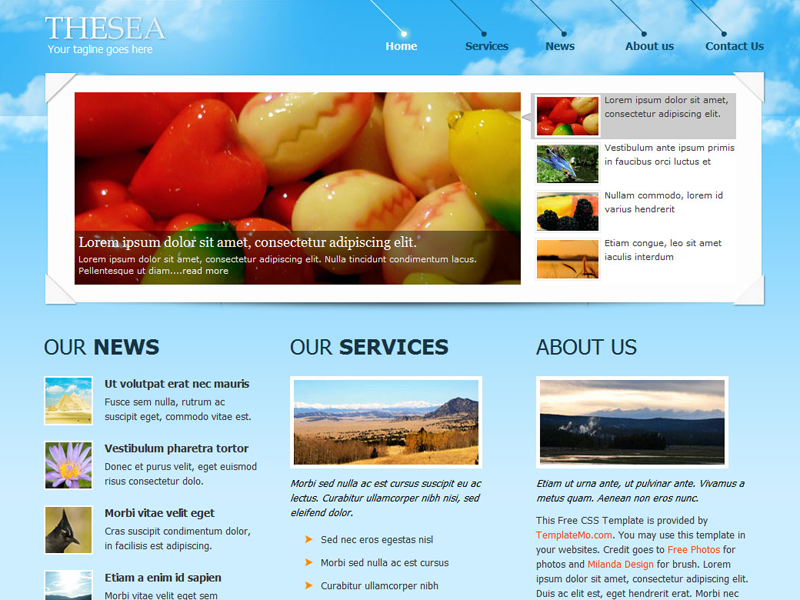 THESEA
Your tagline goes here
Home
Services
News
About us
Contact Us
Lorem ipsum dolor sit amet, consectetur adipiscing elit.
Lorem ipsum dolor sit amet, consectetur adipiscing elit. Nulla tincidunt condimentum lacus.
Pellentesque ut diam....read more
Lorem ipsum dolor sit amet,
consectetur adipiscing elit.
Vestibulum ante ipsum primis
in faucibus orci luctus et
Nullam commodo, lorem id
varius hendrerit
Etiam congue, leo sit amet
iaculis interdum
OUR NEWS
Ut volutpat erat nec mauris
Fusce sem nulla, rutrum ac
suscipit eget, commodo vitae est.
Vestibulum pharetra tortor
Donec et purus velit, eget euismod
risus consectetur dolo.
Morbi vitae velit eget
Cras suscipit condimentum dolor,
in facilisis est adipiscing.
Etiam a enim id sapien
Morbi vitae velit eget sem
OUR SERVICES
Morbi sed nulla ac est cursus suscipit eu ac
lectus. Curabitur ullamcorper nibh nisi, sed
eleifend dolor.
Sed nec eros egestas nisl
Morbi sed nulla ac est cursus
Curabitur ullamcorper nibh
ABOUT US
Etiam ut urna ante, ut pulvinar ante. Vivamus a
metus quam. Aenean non eros nunc.
This Free CSS Template is provided by
TemplateMo.com. You may use this template in
your websites. Credit goes to Free Photos for
photos and Milanda Design for brush. Lorem
ipsum dolor sit amet, consectetur adipiscing elit.
Duis ac elit est, eget hendrerit erat. Morbi nec